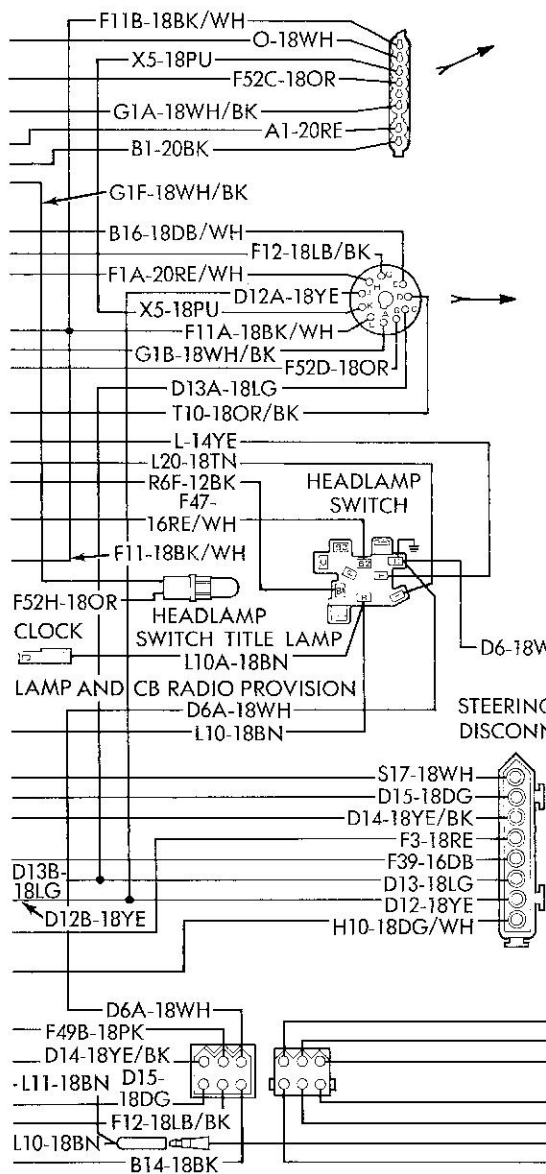 F11B-18BK/WH
O-18WH
X5-18PU
F52C-18OR
G1A-18WH/BK
A1-20RE
B1-20BK
G1F-18WH/BK
B16-18DB/WH
F12-18LB/BK
F1A-20RE/WH
D12A-18YE
X5-18PU
F11A-18BK/WH
G1B-18WH/BK
F52D-18OR
D13A-18LG
T10-18OR/BK
L-14YE
L20-18TN
R6F-12BK
HEADLAMP
SWITCH
F47-
16RE/WH
F11-18BK/WH
F52H-18OR
HEADLAMP
SWITCH TITLE LAMP
CLOCK
L10A-18BN
D6-18W
LAMP AND CB RADIO PROVISION
D6A-18WH
L10-18BN
STEERING
DISCONN
S17-18WH
D15-18DG
D14-18YE/BK
F3-18RE
F39-16DB
D13B-
18LG
D13-18LG
D12-18YE
D12B-18YE
H10-18DG/WH
D6A-18WH
F49B-18PK
D14-18YE/BK
L11-18BN
D15-
18DG
F12-18LB/BK
L10-18BN
B14-18BK